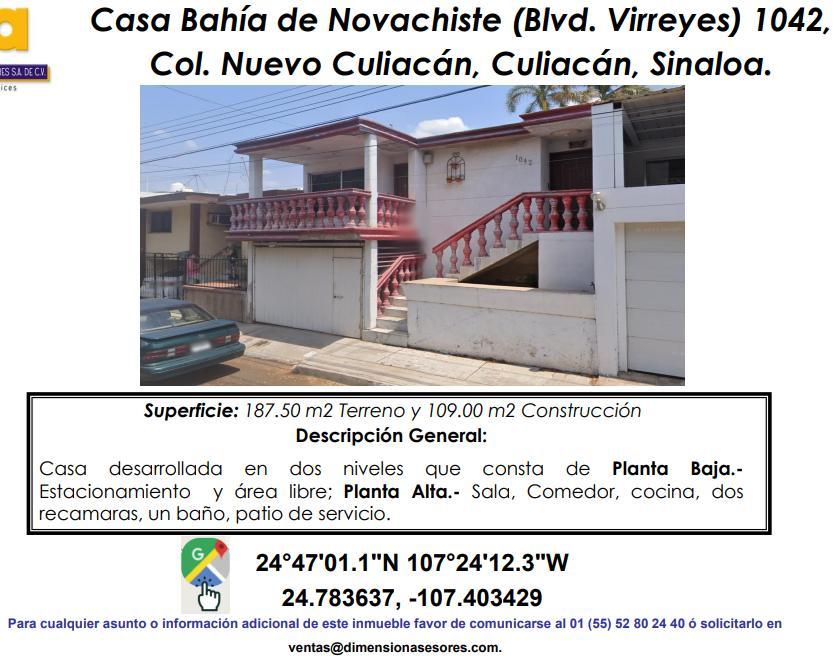 Casa Bahía de Novachiste (Blvd. Virreyes) 1042,
Col. Nuevo Culiacán, Culiacán, Sinaloa.
a
ES S.A. DE C.V.
ices
1042
Superficie: 187.50 m2 Terreno y 109.00 m2 Construcción
Descripción General:
Casa desarrollada en dos niveles que consta de Planta Baja.-
Estacionamiento y área libre; Planta Alta.- Sala, Comedor, cocina, dos
recamaras, un baño, patio de servicio.
G
24°47'01.1"N 107°24'12.3"W
24.783637, -107.403429
Para cualquier asunto o información adicional de este inmueble favor de comunicarse al 01 (55) 52 80 24 40 ó solicitarlo en
ventas@dimensionasesores.com.